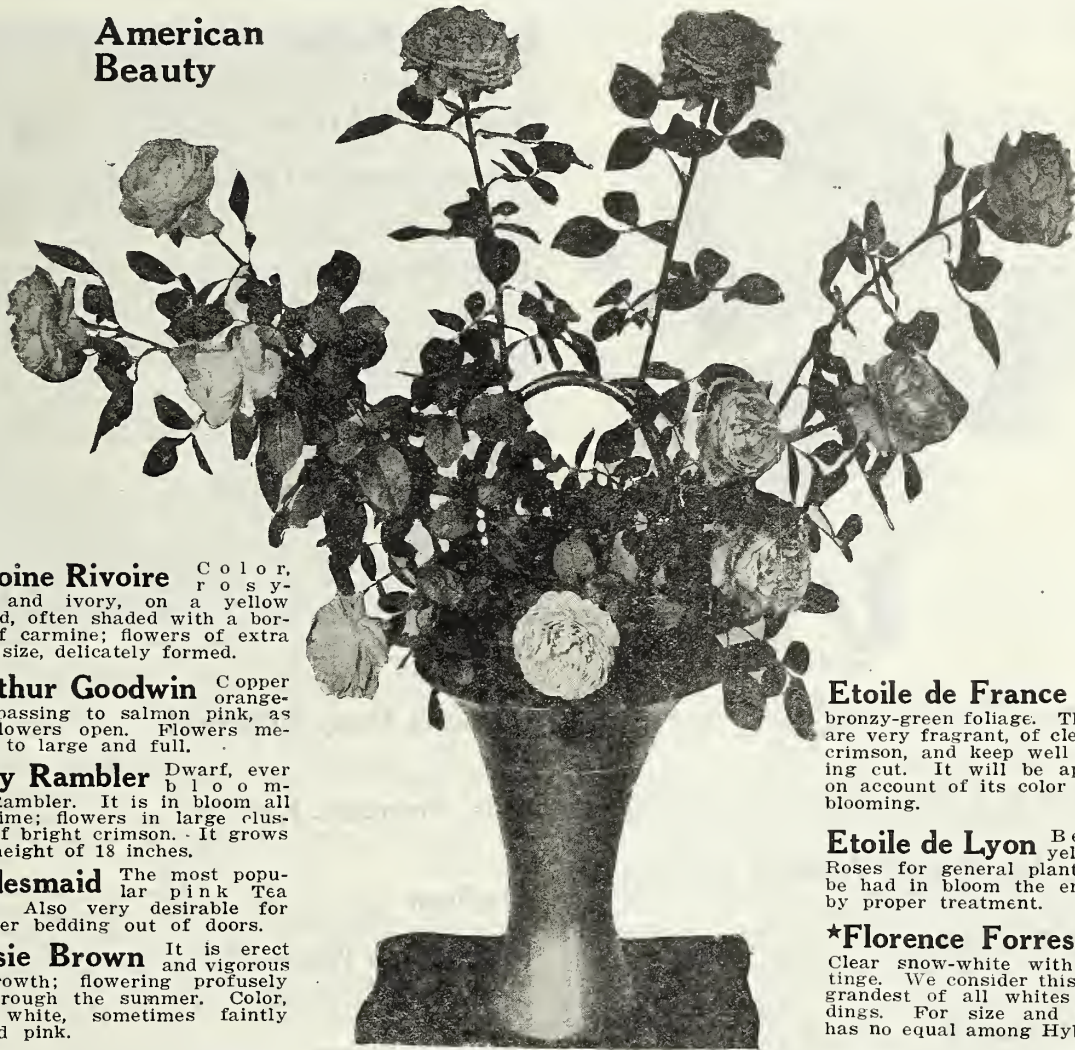 American
Beauty
oine Rivoire Color,
rosy-
and ivory, on a yellow
d, often shaded with a bor-
f carmine; flowers of extra
size, delicately formed.
thur Goodwin Copper
orange-
passing to salmon pink, as
lowers open. Flowers me-
to large and full.
y Rambler Dwarf, ever
bloom-
Rambler. It is in bloom all
ime; flowers in large clus-
f bright crimson. It grows
height of 18 inches.
desmaid The most popu-
lar pink Tea
Also very desirable for
er bedding out of doors.
sie Brown It is erect
and vigorous
rowth; flowering profusely
rough the summer. Color,
white, sometimes faintly
d pink.
Etoile de France
bronzy-green foliage. Th
are very fragrant, of cle
crimson, and keep well
ing cut. It will be ap
on account of its color
blooming.
Etoile de Lyon Be
yel
Roses for general plant
be had in bloom the en
by proper treatment.
★Florence Forres
Clear snow-white with
tinge. We consider this
grandest of all whites
dings. For size and
has no equal among Hyb